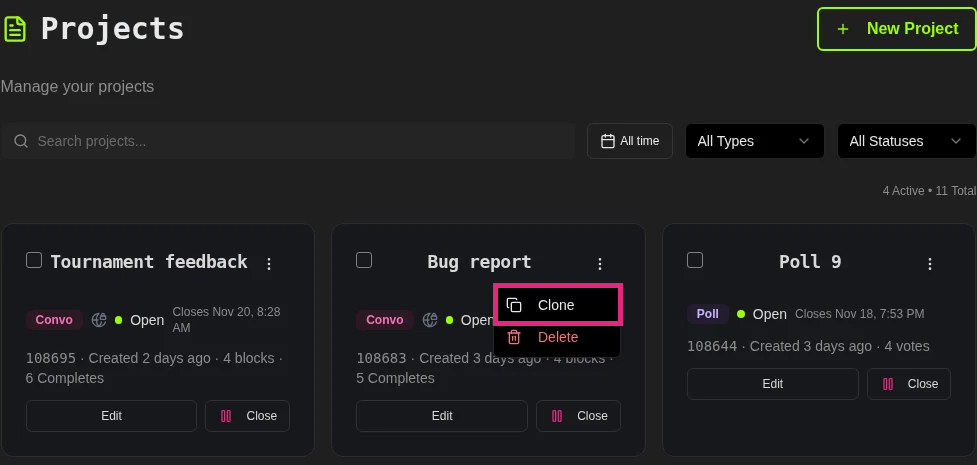 Projects
+ New Project
Manage your projects
Search projects...
All time
All Types
All Statuses
4 Active • 11 Total
Tournament feedback
Convo
Open
Closes Nov 20, 8:28
AM
108695 · Created 2 days ago · 4 blocks ·
6 Completes
Edit
Close
Bug report
Convo
Open
Clone
Delete
108683 · Created 3 days ago · 4 blocks ·
5 Completes
Edit
Close
Poll 9
Poll
Open
Closes Nov 18, 7:53 PM
108644 · Created 3 days ago · 4 votes
Edit
Close